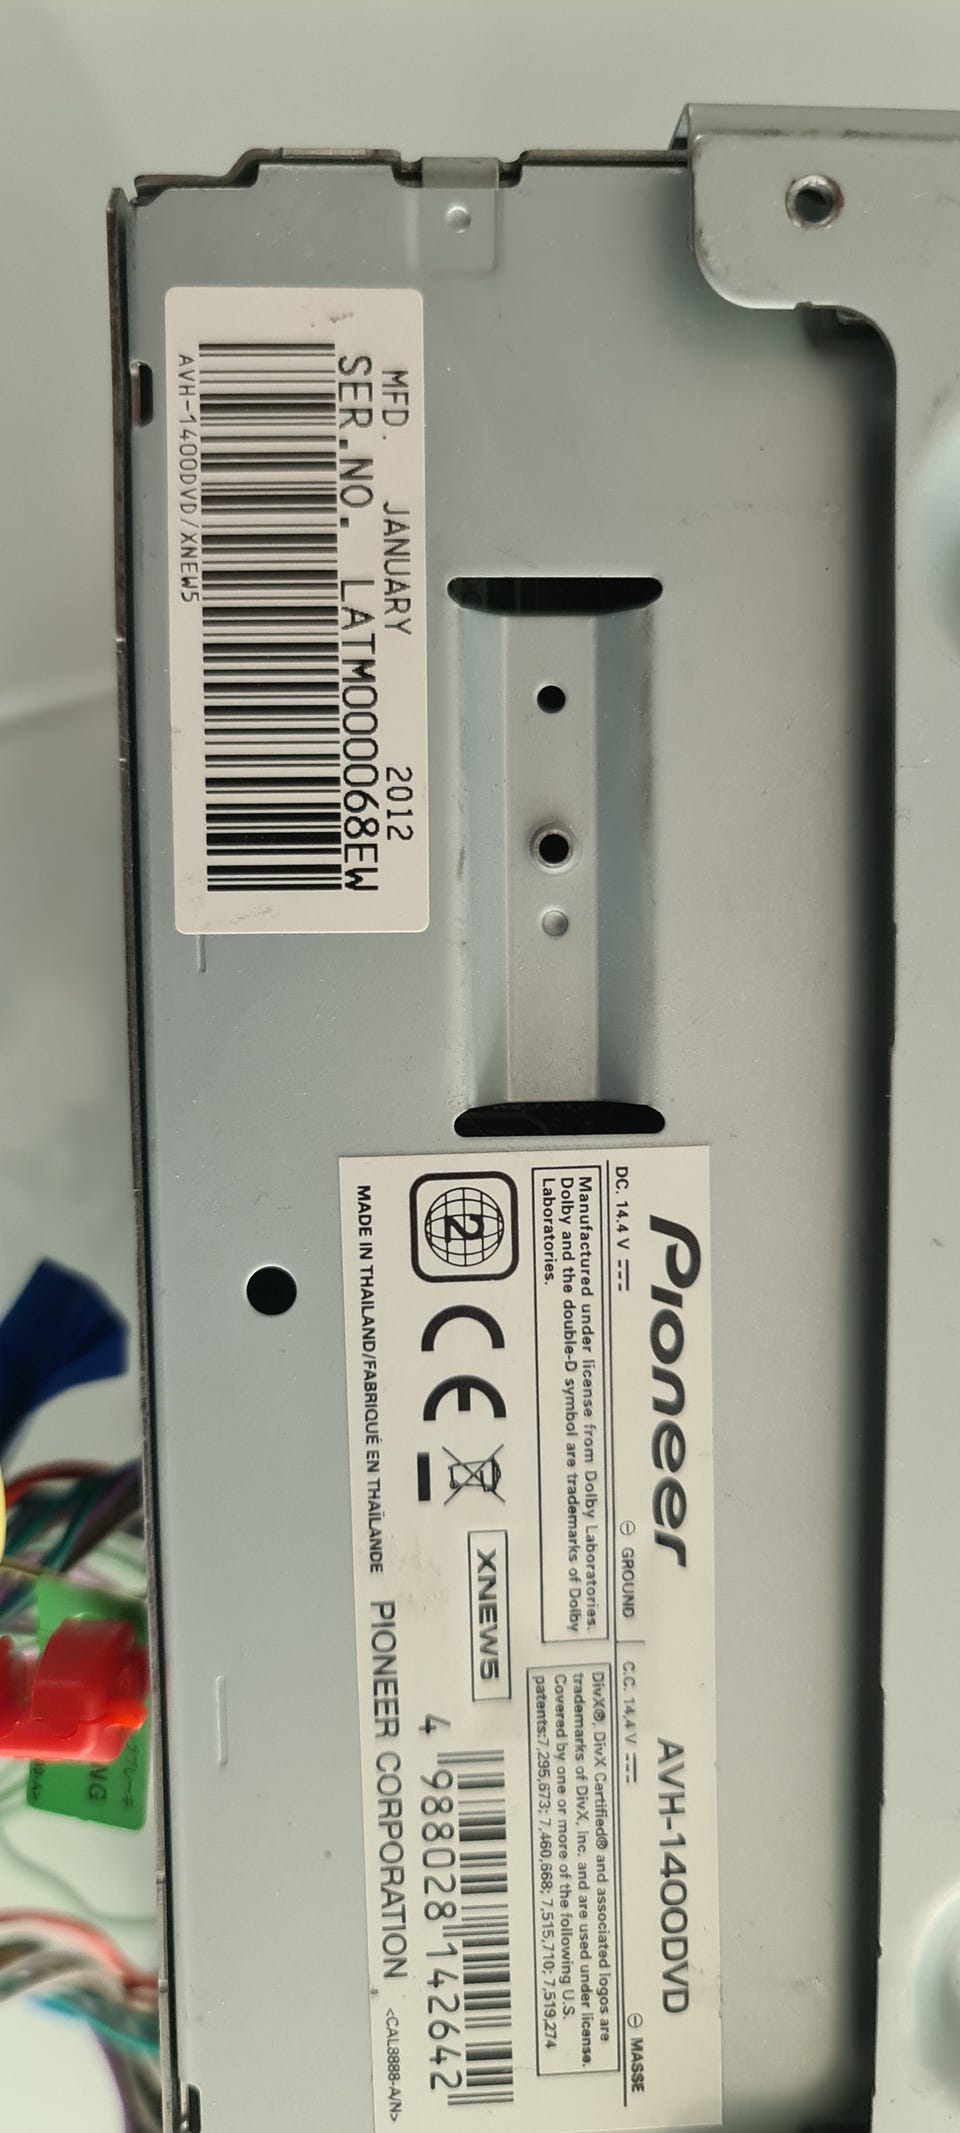 MFD. JANUARY 2012
SER.NO. LATM000068EW
AVH-1400DVD/XNEW5
Pioneer AVH-1400DVD
DC. 14.4 V ⊖ GROUND C.C. 14,4 V ⊖ MASSE
Manufactured under license from Dolby Laboratories.
Dolby and the double-D symbol are trademarks of Dolby
Laboratories.
DivX®, DivX Certified® and associated logos are
trademarks of DivX, Inc. and are used under license.
Covered by one or more of the following U.S.
patents:7,295,673; 7,460,668; 7,515,710; 7,519,274
2 CE XNEW5
4 988028 142642
MADE IN THAILAND/FABRIQUÉ EN THAÏLANDE PIONEER CORPORATION <CAL8888-A/N>
NG